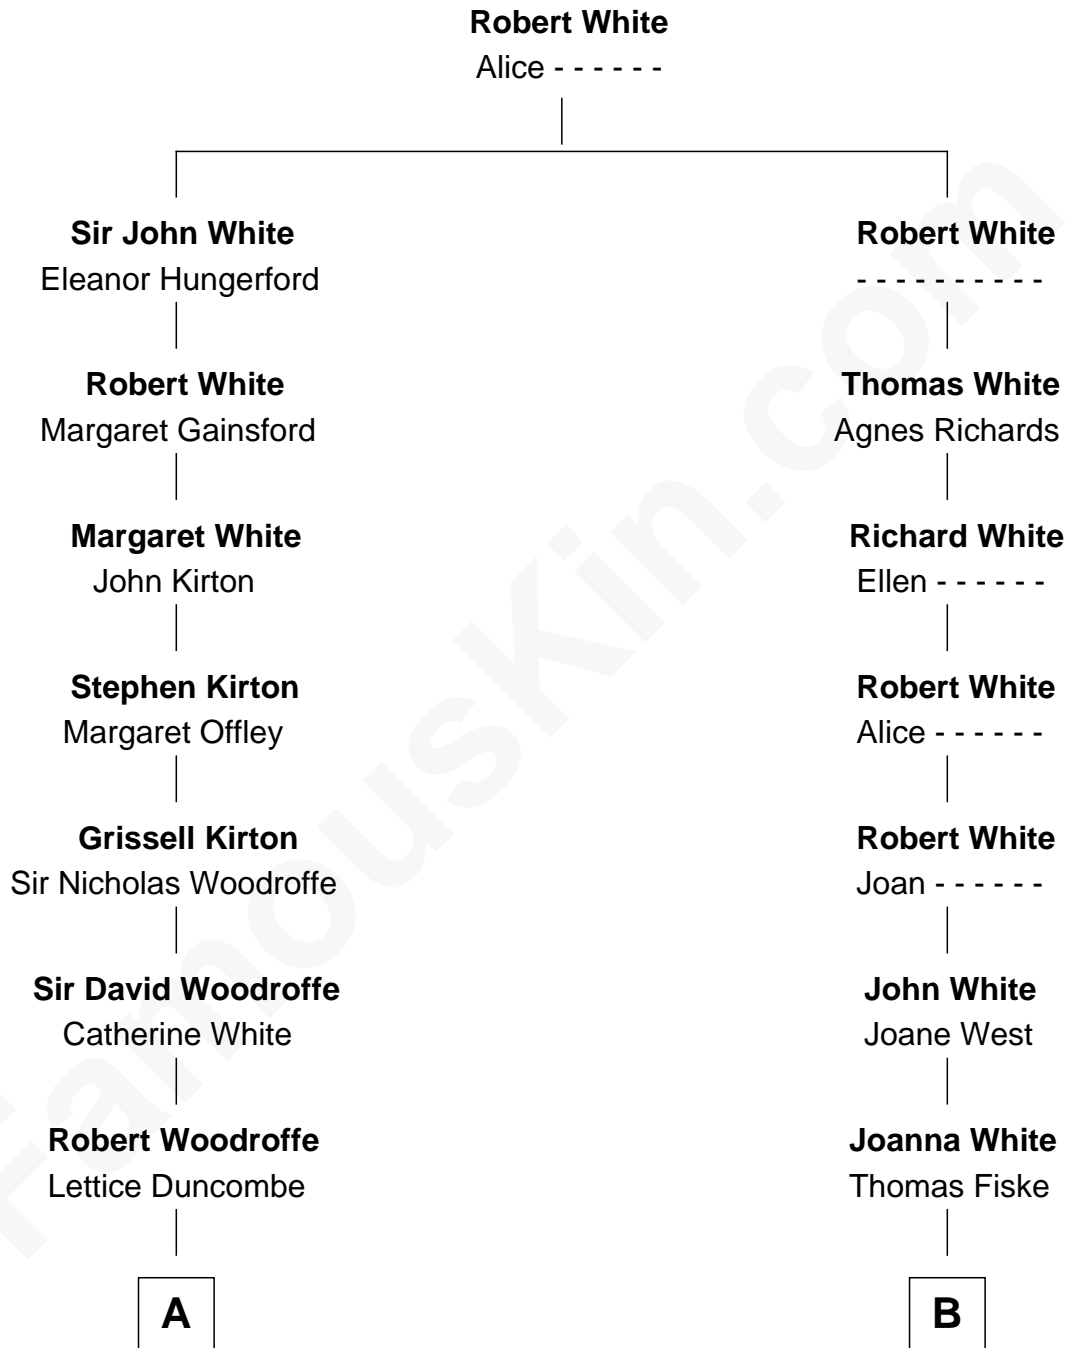 Robert White
Alice - - - - - -
Sir John White
Eleanor Hungerford
Robert White
- - - - - - - - - -
Robert White
Margaret Gainsford
Thomas White
Agnes Richards
Margaret White
John Kirton
Richard White
Ellen - - - - - -
Stephen Kirton
Margaret Offley
Robert White
Alice - - - - - -
Grissell Kirton
Sir Nicholas Woodroffe
Robert White
Joan - - - - - -
Sir David Woodroffe
Catherine White
John White
Joane West
Robert Woodroffe
Lettice Duncombe
Joanna White
Thomas Fiske
A
B
FamousKin.com